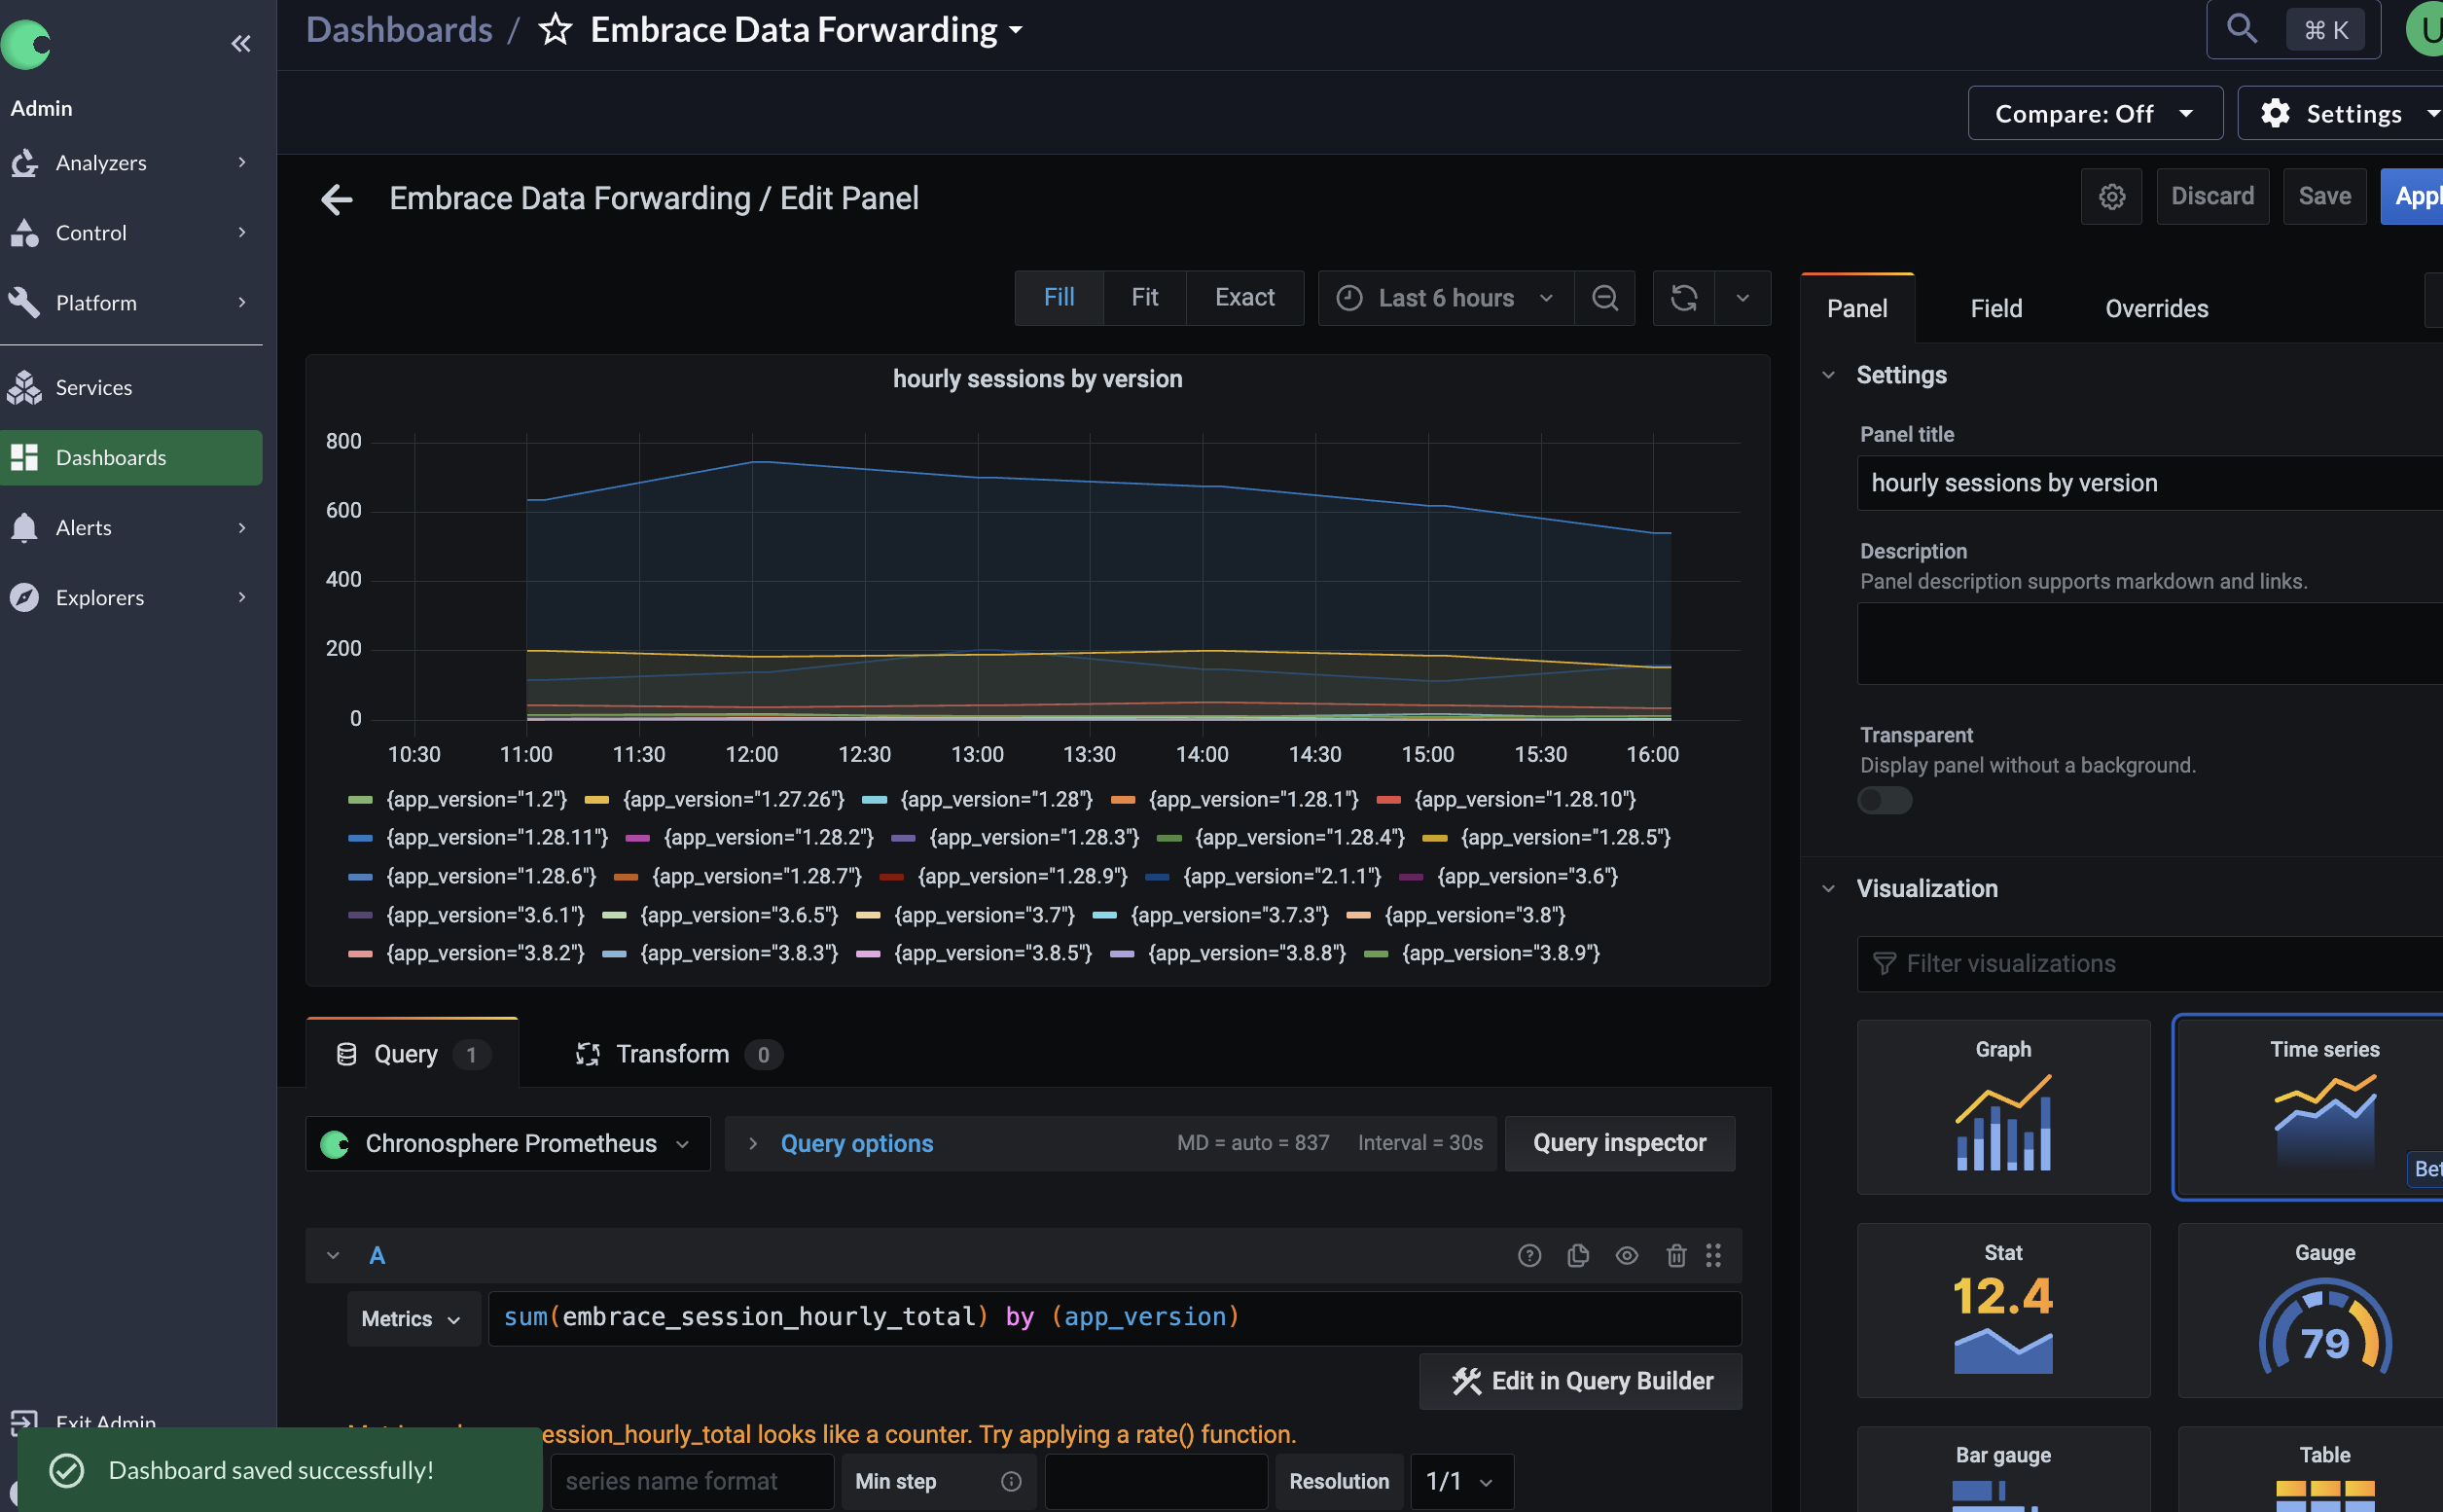 Dashboards / Embrace Data Forwarding
⌘ K
U
Admin
Analyzers
Control
Platform
Services
Dashboards
Alerts
Explorers
Exit Admin
Dashboard saved successfully!
Compare: Off
Settings
Embrace Data Forwarding / Edit Panel
Discard
Save
Appl
Fill
Fit
Exact
Last 6 hours
hourly sessions by version
800
600
400
200
0
10:30 11:00 11:30 12:00 12:30 13:00 13:30 14:00 14:30 15:00 15:30 16:00
{app_version="1.2"} {app_version="1.27.26"} {app_version="1.28"} {app_version="1.28.1"} {app_version="1.28.10"}
{app_version="1.28.11"} {app_version="1.28.2"} {app_version="1.28.3"} {app_version="1.28.4"} {app_version="1.28.5"}
{app_version="1.28.6"} {app_version="1.28.7"} {app_version="1.28.9"} {app_version="2.1.1"} {app_version="3.6"}
{app_version="3.6.1"} {app_version="3.6.5"} {app_version="3.7"} {app_version="3.7.3"} {app_version="3.8"}
{app_version="3.8.2"} {app_version="3.8.3"} {app_version="3.8.5"} {app_version="3.8.8"} {app_version="3.8.9"}
Query 1
Transform 0
Chronosphere Prometheus
Query options
MD = auto = 837 Interval = 30s
Query inspector
A
Metrics
sum(embrace_session_hourly_total) by (app_version)
Edit in Query Builder
ession_hourly_total looks like a counter. Try applying a rate() function.
series name format
Min step
Resolution
1/1
Panel
Field
Overrides
Settings
Panel title
hourly sessions by version
Description
Panel description supports markdown and links.
Transparent
Display panel without a background.
Visualization
Filter visualizations
Graph
Time series
Bet
Stat
12.4
Gauge
79
Bar gauge
Table